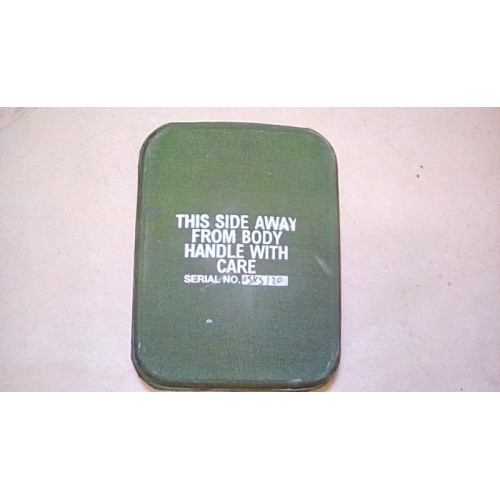 THIS SIDE AWAY
FROM BODY
HANDLE WITH
CARE
SERIAL NO.